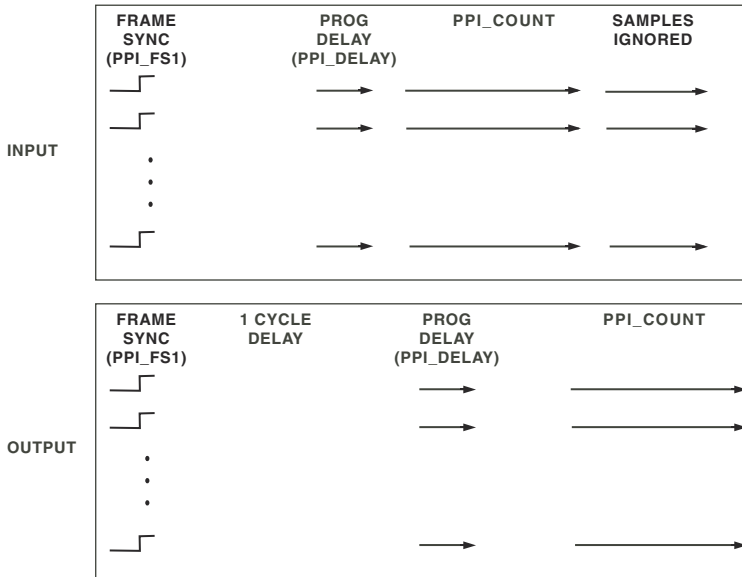 FRAME
SYNC
(PPI_FS1)
PROG
DELAY
(PPI_DELAY)
PPI_COUNT
SAMPLES
IGNORED
INPUT
FRAME
SYNC
(PPI_FS1)
1 CYCLE
DELAY
PROG
DELAY
(PPI_DELAY)
PPI_COUNT
OUTPUT